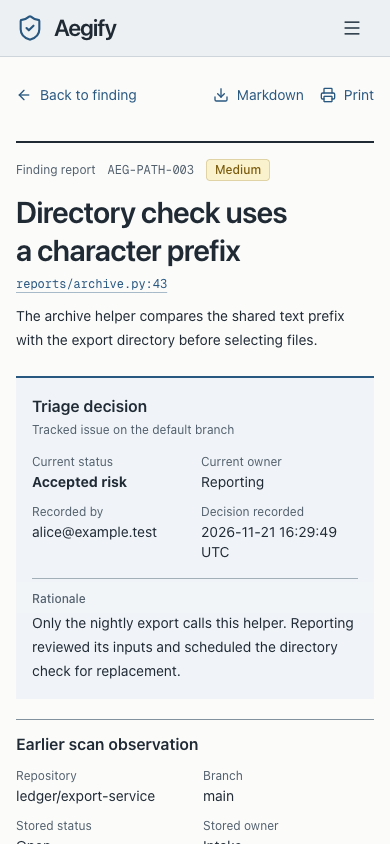 Aegify
Back to finding
Markdown
Print
Finding report AEG-PATH-003 Medium
Directory check uses
a character prefix
reports/archive.py:43
The archive helper compares the shared text prefix
with the export directory before selecting files.
Triage decision
Tracked issue on the default branch
Current status
Accepted risk
Current owner
Reporting
Recorded by
alice@example.test
Decision recorded
2026-11-21 16:29:49
UTC
Rationale
Only the nightly export calls this helper. Reporting
reviewed its inputs and scheduled the directory
check for replacement.
Earlier scan observation
Repository
ledger/export-service
Branch
main
Stored status
Stored owner